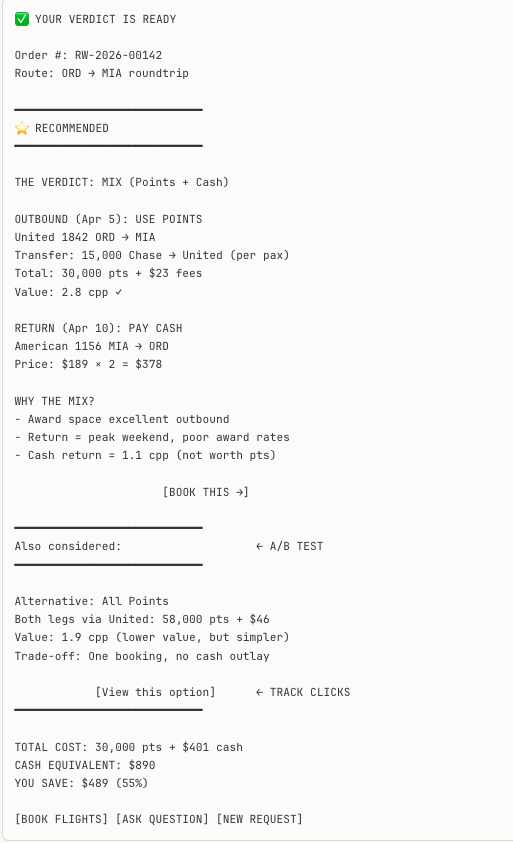 ✅ YOUR VERDICT IS READY
Order #: RW-2026-00142
Route: ORD → MIA roundtrip
⭐ RECOMMENDED
THE VERDICT: MIX (Points + Cash)
OUTBOUND (Apr 5): USE POINTS
United 1842 ORD → MIA
Transfer: 15,000 Chase → United (per pax)
Total: 30,000 pts + $23 fees
Value: 2.8 cpp ✓
RETURN (Apr 10): PAY CASH
American 1156 MIA → ORD
Price: $189 × 2 = $378
WHY THE MIX?
- Award space excellent outbound
- Return = peak weekend, poor award rates
- Cash return = 1.1 cpp (not worth pts)
[BOOK THIS →]
Also considered: ← A/B TEST
Alternative: All Points
Both legs via United: 58,000 pts + $46
Value: 1.9 cpp (lower value, but simpler)
Trade-off: One booking, no cash outlay
[View this option] ← TRACK CLICKS
TOTAL COST: 30,000 pts + $401 cash
CASH EQUIVALENT: $890
YOU SAVE: $489 (55%)
[BOOK FLIGHTS] [ASK QUESTION] [NEW REQUEST]